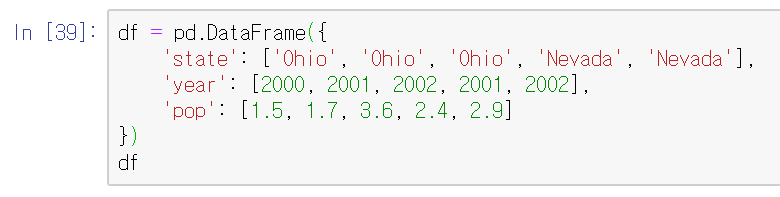 In [39]: df = pd.DataFrame({
    'state': ['Ohio', 'Ohio', 'Ohio', 'Nevada', 'Nevada'],
    'year': [2000, 2001, 2002, 2001, 2002],
    'pop': [1.5, 1.7, 3.6, 2.4, 2.9]
})
df